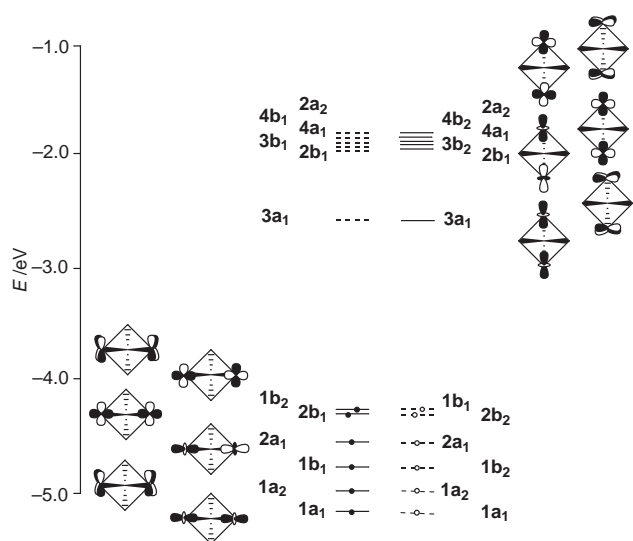 –1.0
–2.0
–3.0
–4.0
–5.0
E /eV
4b₁ 2a₂
3b₁ 4a₁
2b₁
3a₁
4b₂ 2a₂
3b₂ 4a₁
2b₁
3a₁
1b₂ 2b₁
2a₁
1b₁
1a₂
1a₁
1b₁ 2b₂
2a₁
1b₂
1a₂
1a₁